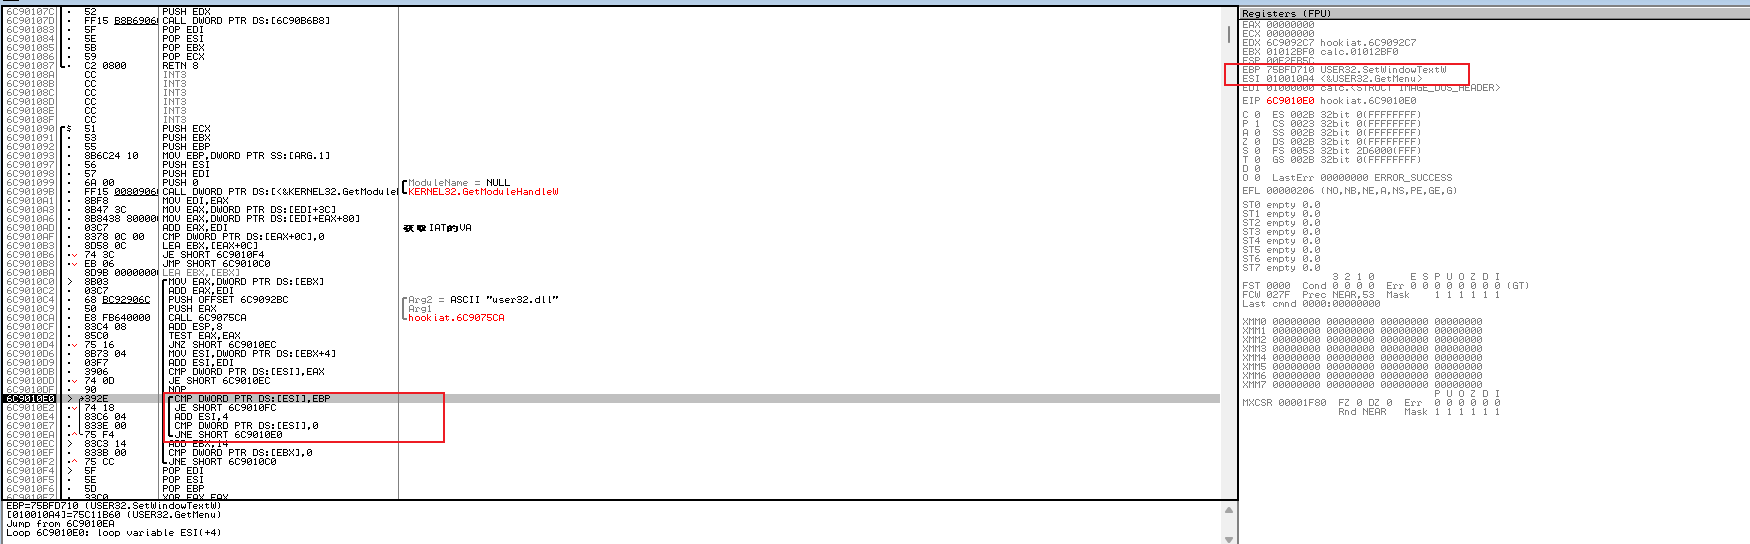 6C90107C 52 PUSH EDX
6C90107D FF15 B8B6906 CALL DWORD PTR DS:[6C90B6B8]
6C901083 5F POP EDI
6C901084 5E POP ESI
6C901085 5B POP EBX
6C901086 59 POP ECX
6C901087 C2 0800 RETN 8
6C90108A CC INT3
6C90108B CC INT3
6C90108C CC INT3
6C90108D CC INT3
6C90108E CC INT3
6C90108F CC INT3
6C901090 $ 51 PUSH ECX
6C901091 53 PUSH EBX
6C901092 55 PUSH EBP
6C901093 8B6C24 10 MOV EBP,DWORD PTR SS:[ARG.1]
6C901097 56 PUSH ESI
6C901098 57 PUSH EDI
6C901099 6A 00 PUSH 0 ModuleName = NULL
6C90109B FF15 0080906 CALL DWORD PTR DS:[<&KERNEL32.GetModulel KERNEL32.GetModuleHandleW
6C9010A1 8BF8 MOV EDI,EAX
6C9010A3 8B47 3C MOV EAX,DWORD PTR DS:[EDI+3C]
6C9010A6 8B8438 80000 MOV EAX,DWORD PTR DS:[EDI+EAX+80]
6C9010AD 03C7 ADD EAX,EDI 获取IAT的VA
6C9010AF 8378 0C 00 CMP DWORD PTR DS:[EAX+0C],0
6C9010B3 8D58 0C LEA EBX,[EAX+0C]
6C9010B6 74 3C JE SHORT 6C9010F4
6C9010B8 EB 06 JMP SHORT 6C9010C0
6C9010BA 8D9B 0000000 LEA EBX,[EBX]
6C9010C0 > 8B03 MOV EAX,DWORD PTR DS:[EBX]
6C9010C2 03C7 ADD EAX,EDI
6C9010C4 68 BC92906C PUSH OFFSET 6C9092BC Arg2 = ASCII "user32.dll"
6C9010C9 50 PUSH EAX Arg1
6C9010CA E8 FB640000 CALL 6C9075CA hookiat.6C9075CA
6C9010CF 83C4 08 ADD ESP,8
6C9010D2 85C0 TEST EAX,EAX
6C9010D4 75 16 JNZ SHORT 6C9010EC
6C9010D6 8B73 04 MOV ESI,DWORD PTR DS:[EBX+4]
6C9010D9 03F7 ADD ESI,EDI
6C9010DB 3906 CMP DWORD PTR DS:[ESI],EAX
6C9010DD 74 0D JE SHORT 6C9010EC
6C9010DF 90 NOP
6C9010E0 > 392E CMP DWORD PTR DS:[ESI],EBP
6C9010E2 74 18 JE SHORT 6C9010FC
6C9010E4 83C6 04 ADD ESI,4
6C9010E7 833E 00 CMP DWORD PTR DS:[ESI],0
6C9010EA 75 F4 JNE SHORT 6C9010E0
6C9010EC > 83C3 14 ADD EBX,14
6C9010EF 833B 00 CMP DWORD PTR DS:[EBX],0
6C9010F2 75 CC JNE SHORT 6C9010C0
6C9010F4 > 5F POP EDI
6C9010F5 5E POP ESI
6C9010F6 5D POP EBP
6C9010F7 33C0 XOR EAX,EAX
EBP=75BFD710 (USER32.SetWindowTextW)
[010010A4]=75C11B60 (USER32.GetMenu)
Jump from 6C9010EA
Loop 6C9010E0: loop variable ESI(+4)
Registers (FPU)
EAX 00000000
ECX 00000000
EDX 6C9092C7 hookiat.6C9092C7
EBX 01012BF0 calc.01012BF0
ESP 00F2FB5C
EBP 75BFD710 USER32.SetWindowTextW
ESI 010010A4 <&USER32.GetMenu>
EDI 01000000 calc.<STRUCT IMAGE_DOS_HEADER>
EIP 6C9010E0 hookiat.6C9010E0
C 0 ES 002B 32bit 0(FFFFFFFF)
P 1 CS 0023 32bit 0(FFFFFFFF)
A 0 SS 002B 32bit 0(FFFFFFFF)
Z 0 DS 002B 32bit 0(FFFFFFFF)
S 0 FS 0053 32bit 2D6000(FFF)
T 0 GS 002B 32bit 0(FFFFFFFF)
D 0
O 0 LastErr 00000000 ERROR_SUCCESS
EFL 00000206 (NO,NB,NE,A,NS,PE,GE,G)
ST0 empty 0.0
ST1 empty 0.0
ST2 empty 0.0
ST3 empty 0.0
ST4 empty 0.0
ST5 empty 0.0
ST6 empty 0.0
ST7 empty 0.0
3 2 1 0 E S P U O Z D I
FST 0000 Cond 0 0 0 0 Err 0 0 0 0 0 0 0 0 (GT)
FCW 027F Prec NEAR,53 Mask 1 1 1 1 1 1
Last cmnd 0000:00000000
XMM0 00000000 00000000 00000000 00000000
XMM1 00000000 00000000 00000000 00000000
XMM2 00000000 00000000 00000000 00000000
XMM3 00000000 00000000 00000000 00000000
XMM4 00000000 00000000 00000000 00000000
XMM5 00000000 00000000 00000000 00000000
XMM6 00000000 00000000 00000000 00000000
XMM7 00000000 00000000 00000000 00000000
P U O Z D I
MXCSR 00001F80 FZ 0 DZ 0 Err 0 0 0 0 0 0
Rnd NEAR Mask 1 1 1 1 1 1